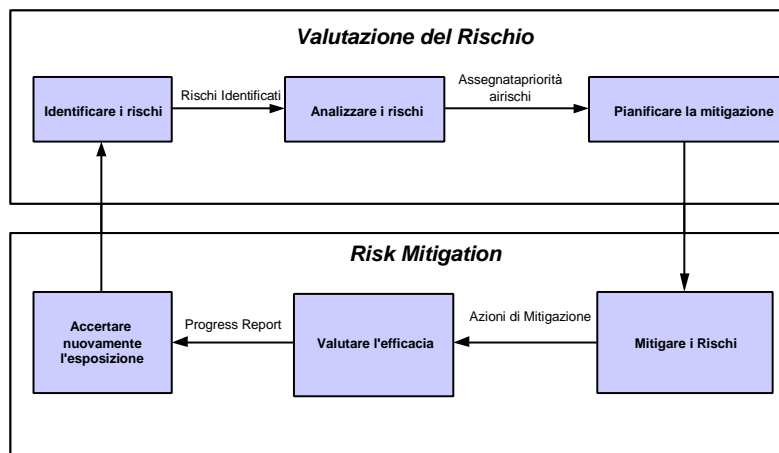 Valutazione del Rischio
Identificare i rischi
Rischi Identificati
Analizzare i rischi
Assegnatapriorità
airischi
Pianificare la mitigazione
Risk Mitigation
Accertare
nuovamente
l'esposizione
Progress Report
Valutare l'efficacia
Azioni di Mitigazione
Mitigare i Rischi